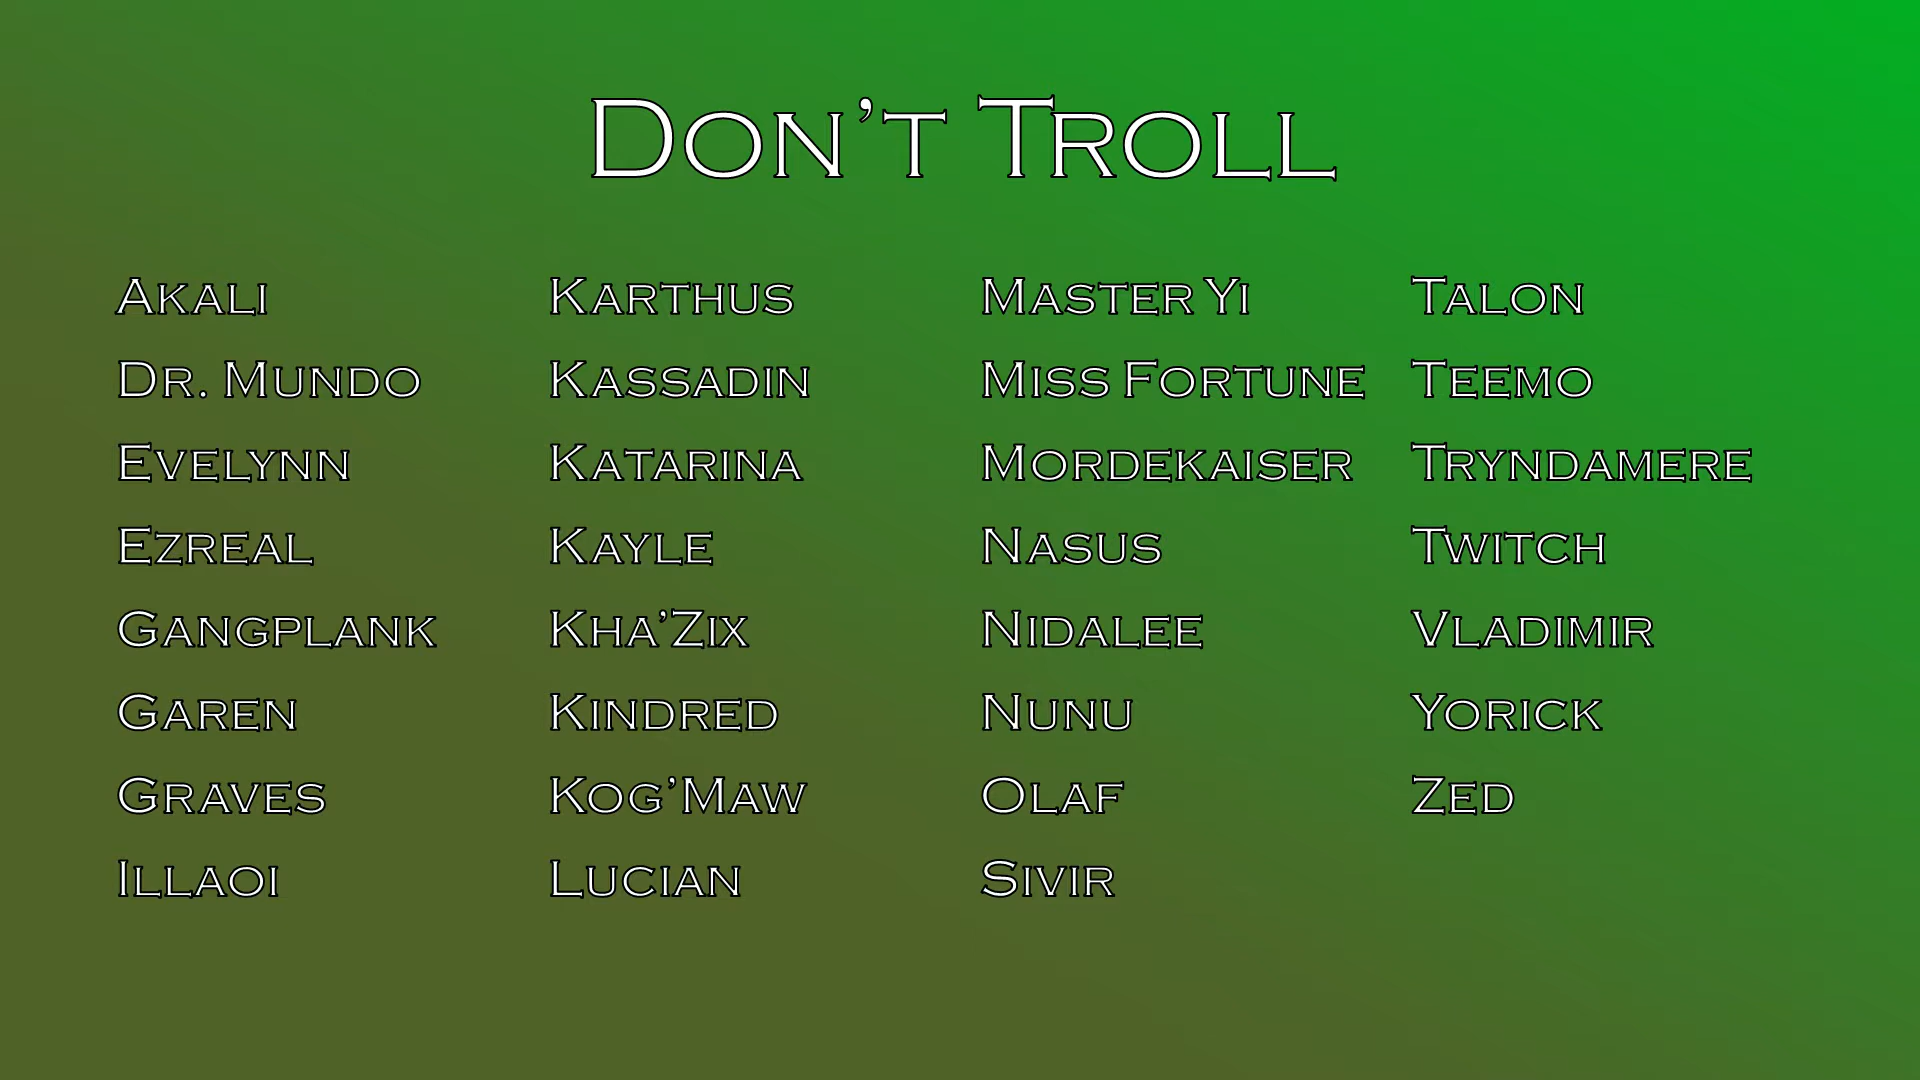 Don't Troll
Akali
Dr. Mundo
Evelynn
Ezreal
Gangplank
Garen
Graves
Illaoi
Karthus
Kassadin
Katarina
Kayle
Kha'Zix
Kindred
Kog'Maw
Lucian
Master Yi
Miss Fortune
Mordekaiser
Nasus
Nidalee
Nunu
Olaf
Sivir
Talon
Teemo
Tryndamere
Twitch
Vladimir
Yorick
Zed